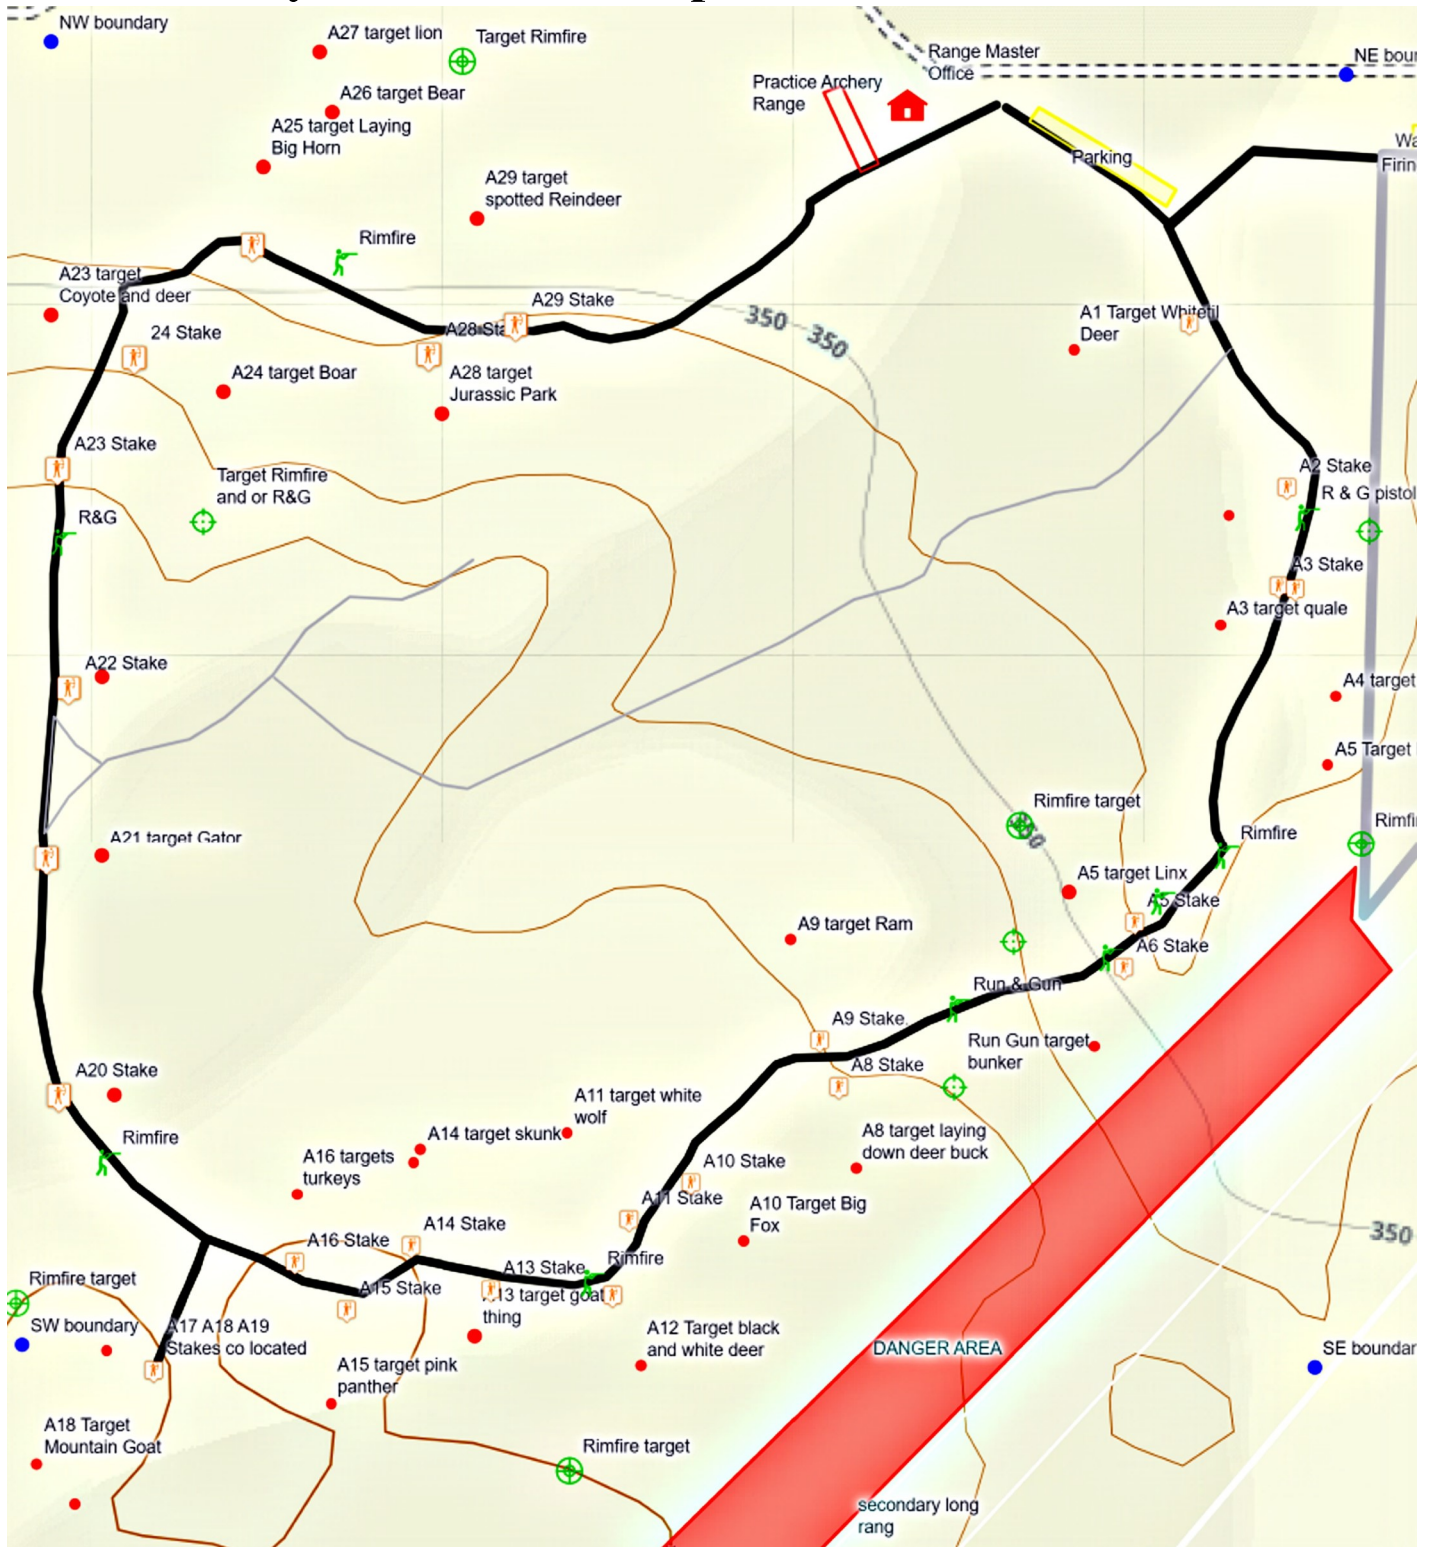 NW boundary
A27 target lion
Target Rimfire
Range Master
Office
NE boun
Practice Archery
Range
A26 target Bear
A25 target Laying
Big Horn
Parking
Wa
Firin
A29 target
spotted Reindeer
Rimfire
A23 target
Coyote and deer
A29 Stake
A28 Sta
350
350
A1 Target Whitetil
Deer
24 Stake
A24 target Boar
A28 target
Jurassic Park
A23 Stake
Target Rimfire
and or R&G
A2 Stake
R & G pistol
R&G
A3 Stake
A3 target quale
A22 Stake
A4 target
A5 Target
Rimfire target
Rimfire
Rimfi
A21 target Gator
A5 target Linx
A5 Stake
A9 target Ram
A6 Stake
Run & Gun
A9 Stake.
Run Gun target
bunker
A8 Stake
A20 Stake
A11 target white
wolf
A14 target skunk
A8 target laying
down deer buck
Rimfire
A16 targets
turkeys
A10 Stake
A11 Stake
A10 Target Big
Fox
A14 Stake
A16 Stake
350
Rimfire
A13 Stake
Rimfire target
A15 Stake
A13 target goat
thing
SW boundary
A17 A18 A19
Stakes co located
A12 Target black
and white deer
DANGER AREA
SE boundar
A15 target pink
panther
A18 Target
Mountain Goat
Rimfire target
secondary long
rang